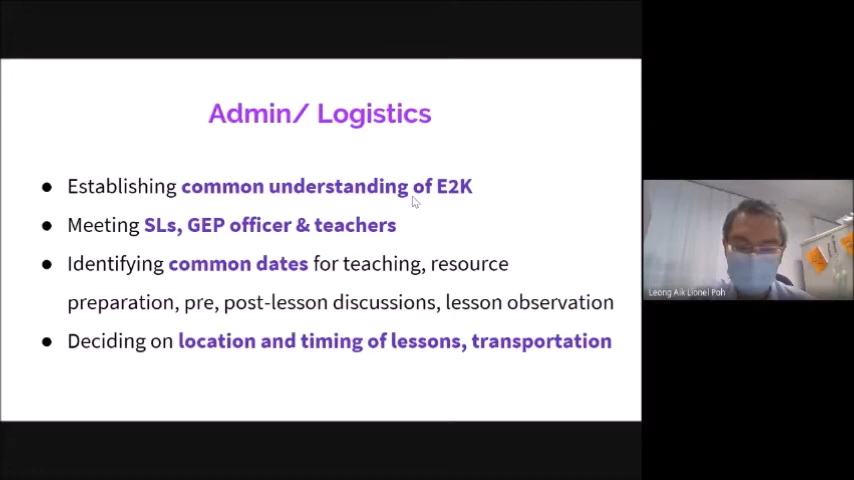 Admin/ Logistics
● Establishing common understanding of E2K
● Meeting SLs, GEP officer & teachers
● Identifying common dates for teaching, resource
preparation, pre, post-lesson discussions, lesson observation
● Deciding on location and timing of lessons, transportation
Leong Aik Lionel Poh